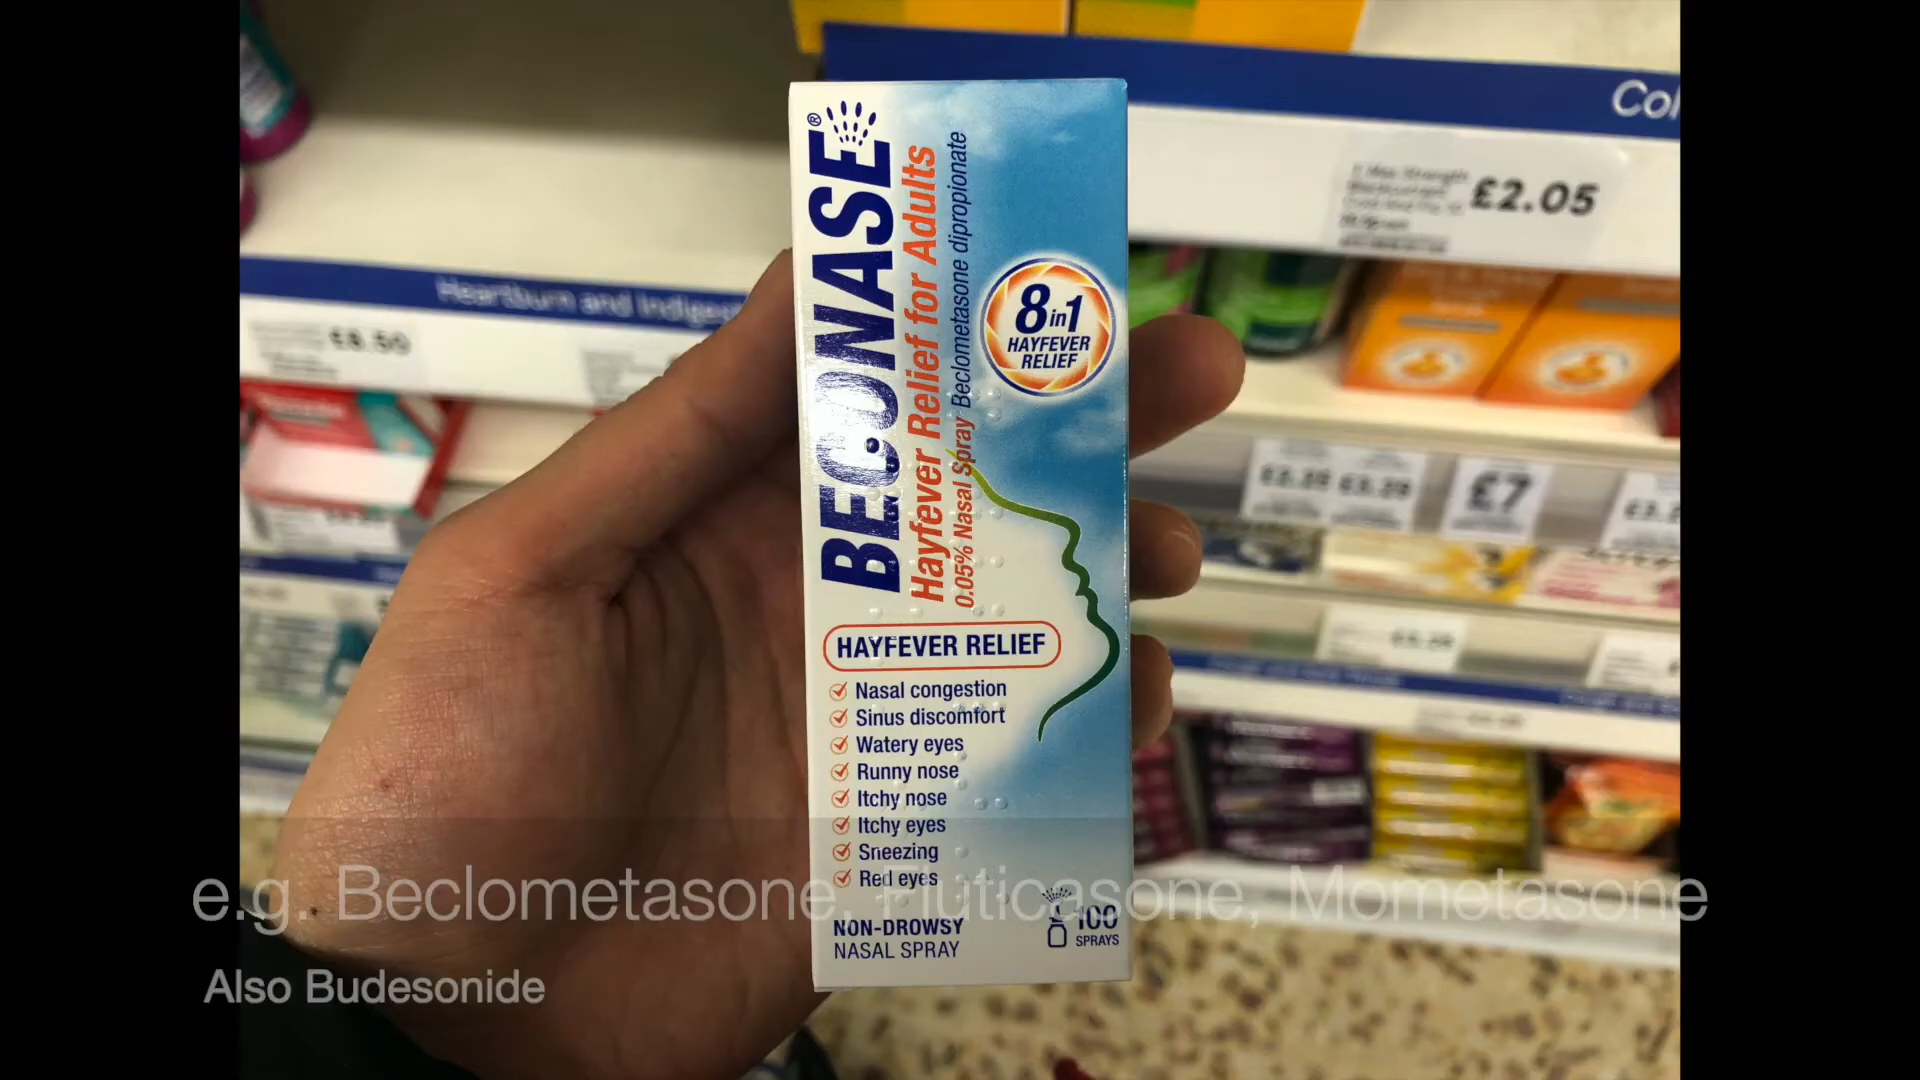 BECONASE®
Hayfever Relief for Adults
0.05% Nasal Spray Beclometasone dipropionate
8 in 1
HAYFEVER
RELIEF
HAYFEVER RELIEF
Nasal congestion
Sinus discomfort
Watery eyes
Runny nose
Itchy nose
Itchy eyes
Sneezing
Red eyes
NON-DROWSY
NASAL SPRAY
100
SPRAYS
Col
£2.05
Heartburn and Indiges
£8.50
£7
e.g. Beclometasone, Fluticasone, Mometasone
Also Budesonide